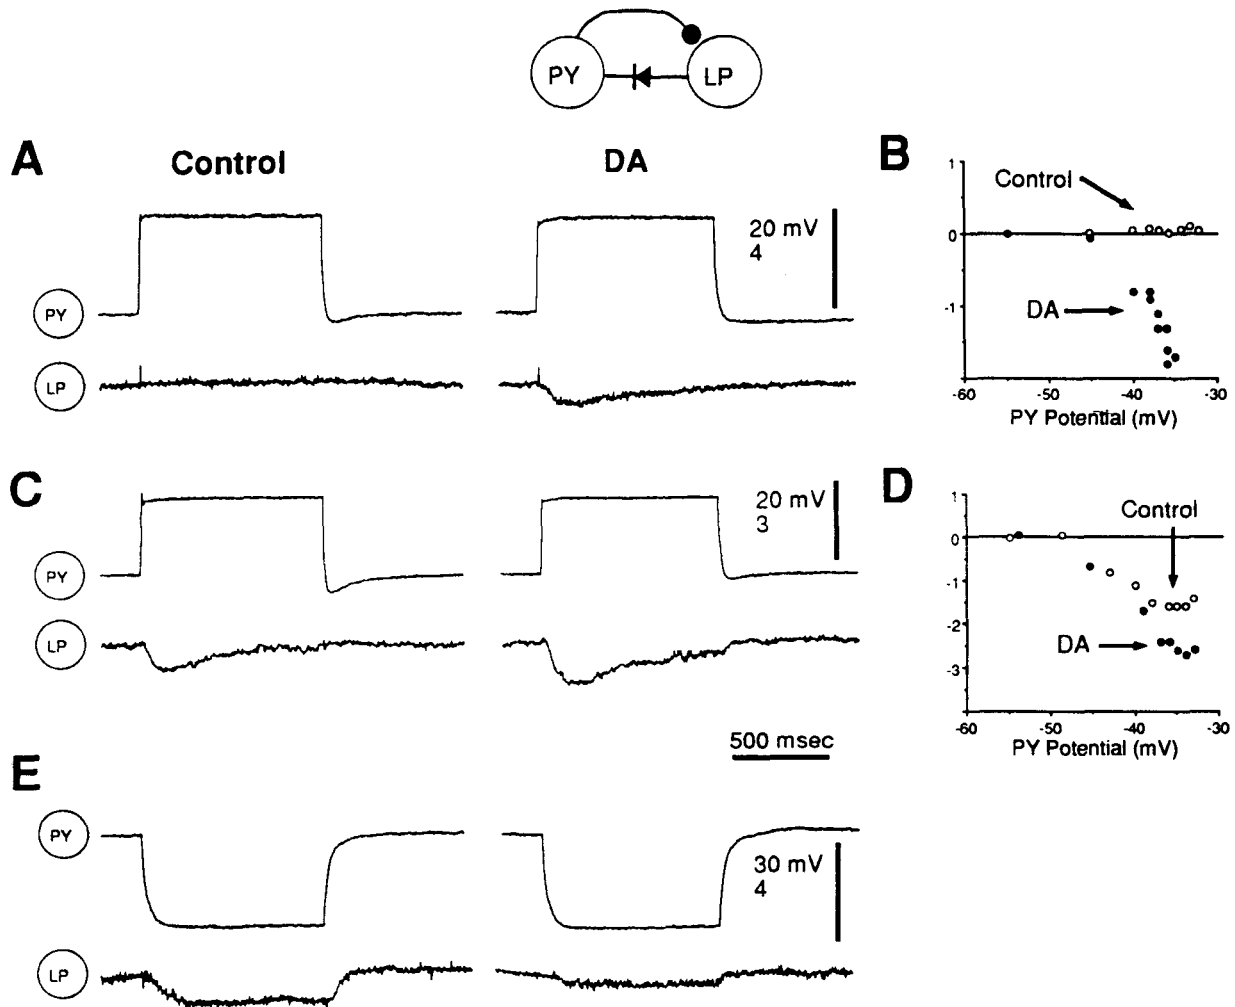 PY LP
A
Control DA
20 mV
4
PY
LP
B
1
0
-1
Control
DA
-60 -50 -40 -30
PY Potential (mV)
C
20 mV
3
PY
LP
D
1
0
-1
-2
-3
Control
DA
-60 -50 -40 -30
PY Potential (mV)
500 msec
E
PY
30 mV
4
LP